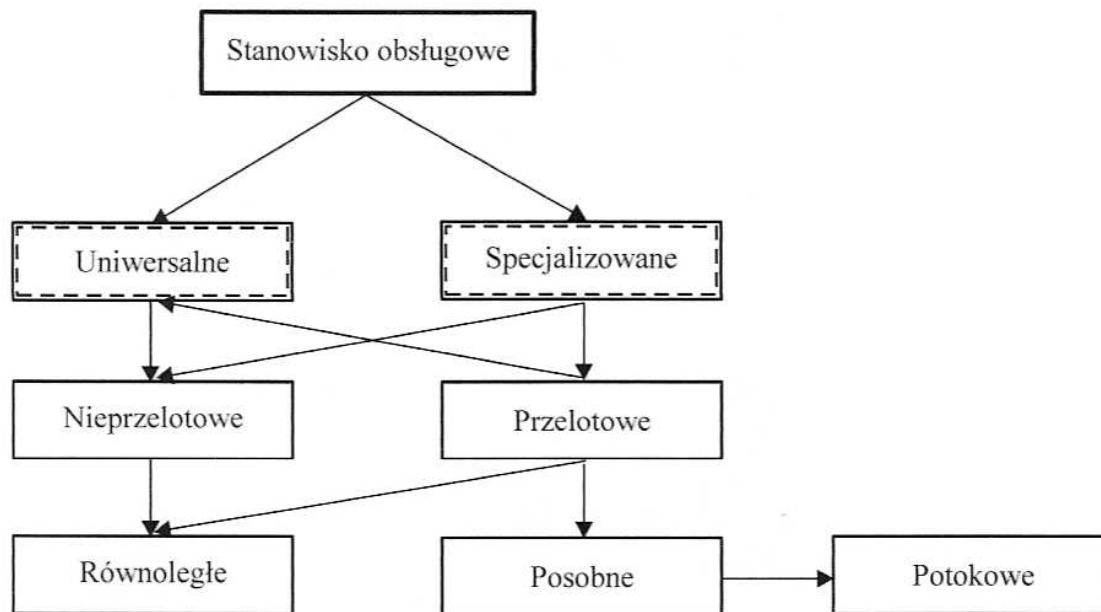 Stanowisko obsługowe
Uniwersalne
Specjalizowane
Nieprzelotowe
Przelotowe
Równoległe
Posobne
Potokowe